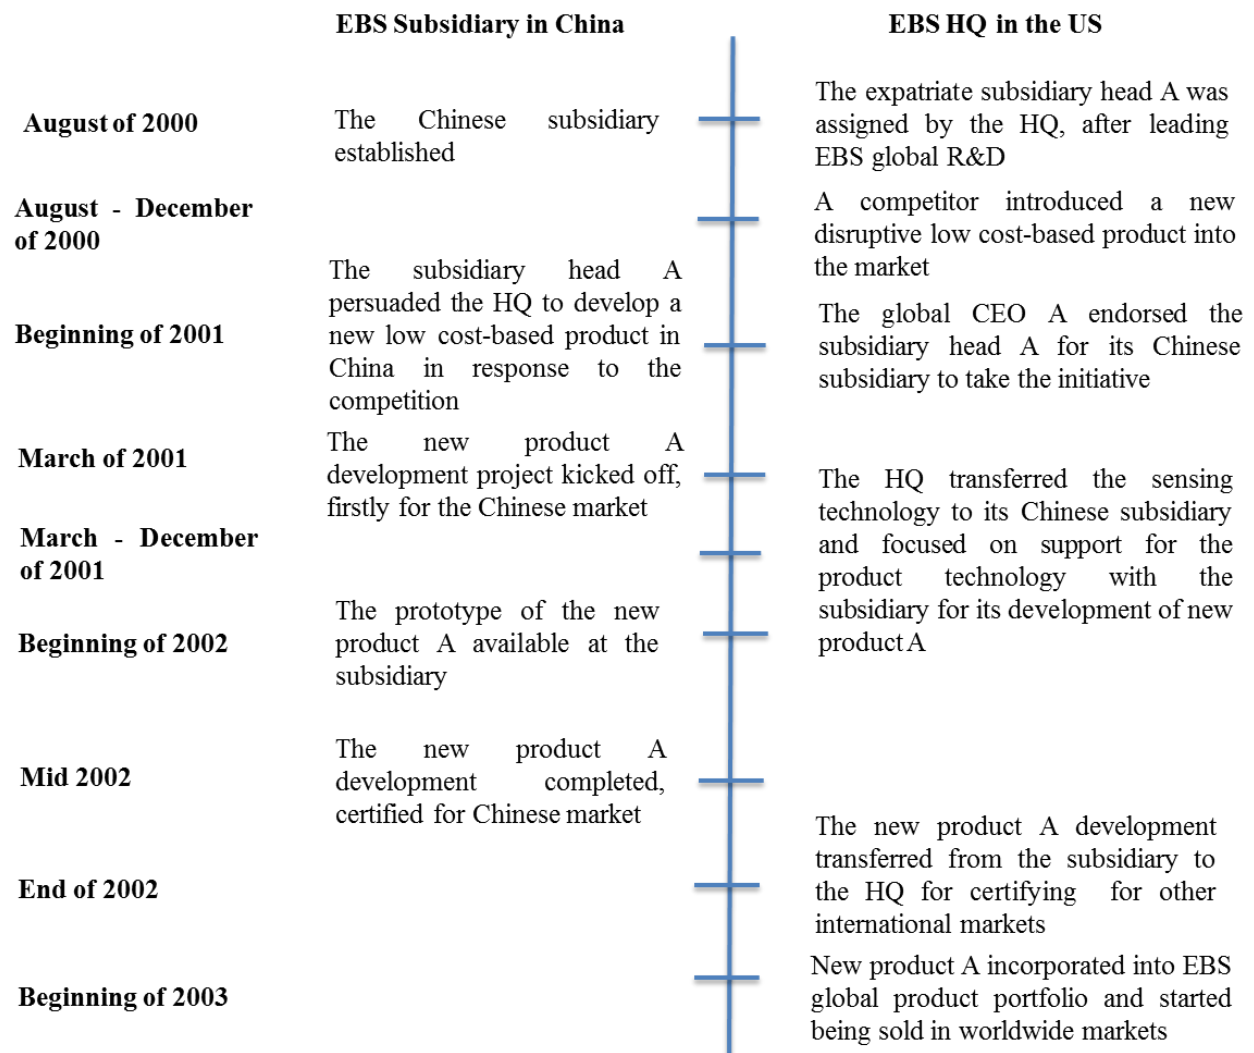 EBS Subsidiary in China
EBS HQ in the US
August of 2000
The Chinese subsidiary
established
The expatriate subsidiary head A was
assigned by the HQ, after leading
EBS global R&D
August - December
of 2000
A competitor introduced a new
disruptive low cost-based product into
the market
Beginning of 2001
The subsidiary head A
persuaded the HQ to develop a
new low cost-based product in
China in response to the
competition
The global CEO A endorsed the
subsidiary head A for its Chinese
subsidiary to take the initiative
March of 2001
The new product A
development project kicked off,
firstly for the Chinese market
March - December
of 2001
The HQ transferred the sensing
technology to its Chinese subsidiary
and focused on support for the
product technology with the
subsidiary for its development of new
product A
Beginning of 2002
The prototype of the new
product A available at the
subsidiary
Mid 2002
The new product A
development completed,
certified for Chinese market
End of 2002
The new product A development
transferred from the subsidiary to
the HQ for certifying for other
international markets
Beginning of 2003
New product A incorporated into EBS
global product portfolio and started
being sold in worldwide markets